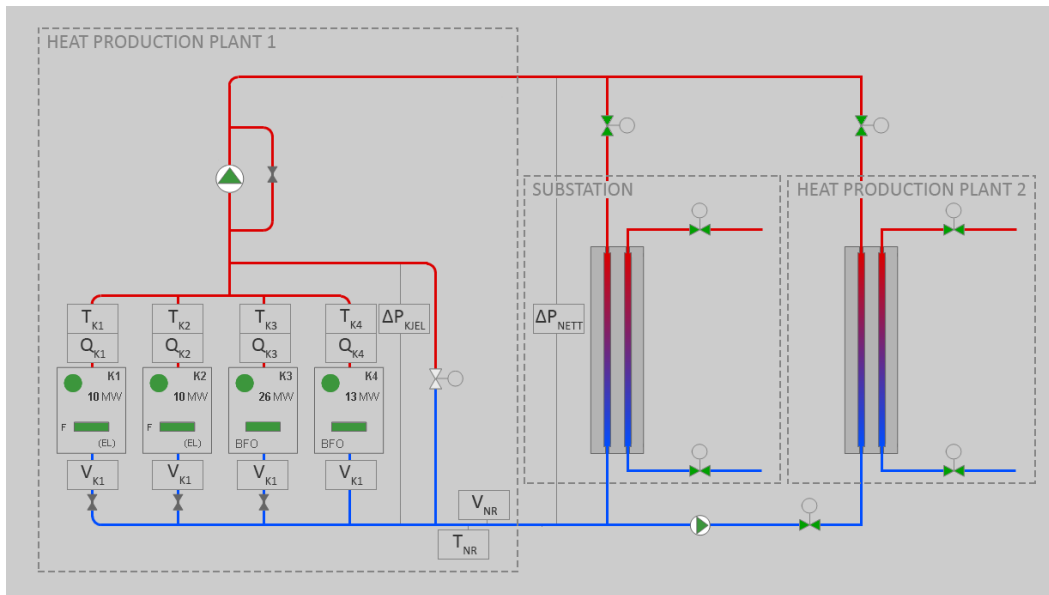 HEAT PRODUCTION PLANT 1
SUBSTATION
HEAT PRODUCTION PLANT 2
TK1
TK2
TK3
TK4
ΔPKJEL
ΔPNETT
QK1
QK2
QK3
QK4
K1
10 MW
F
(EL)
K2
10 MW
F
(EL)
K3
26 MW
BFO
K4
13 MW
BFO
VK1
VK1
VK1
VK1
VNR
TNR